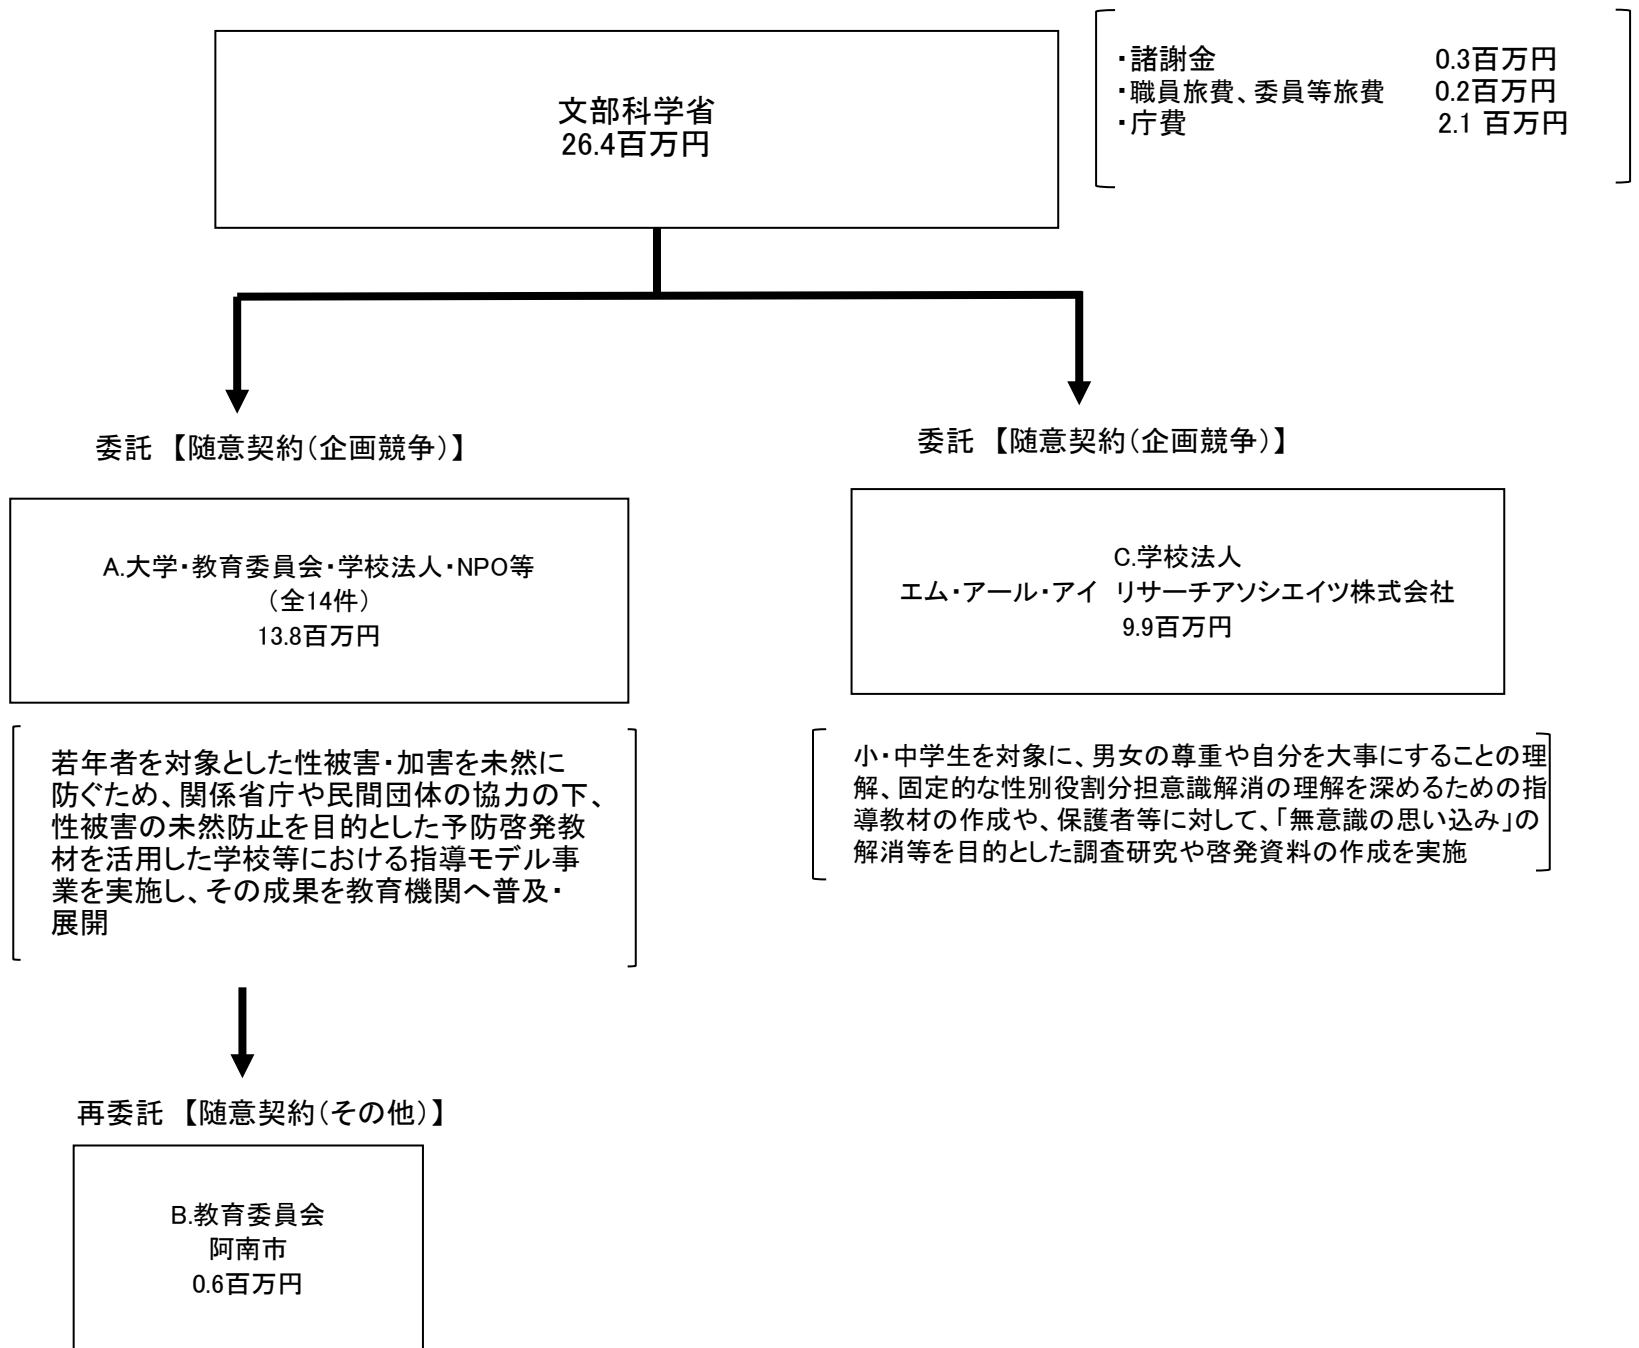 文部科学省
26.4百万円
・諸謝金　0.3百万円
・職員旅費、委員等旅費　0.2百万円
・庁費　2.1 百万円
委託 【随意契約(企画競争)】
A.大学・教育委員会・学校法人・NPO等
(全14件)
13.8百万円
若年者を対象とした性被害・加害を未然に
防ぐため、関係省庁や民間団体の協力の下、
性被害の未然防止を目的とした予防啓発教
材を活用した学校等における指導モデル事
業を実施し、その成果を教育機関へ普及・
展開
再委託 【随意契約(その他)】
B.教育委員会
阿南市
0.6百万円
委託 【随意契約(企画競争)】
C.学校法人
エム・アール・アイ　リサーチアソシエイツ株式会社
9.9百万円
小・中学生を対象に、男女の尊重や自分を大事にすることの理
解、固定的な性別役割分担意識解消の理解を深めるための指
導教材の作成や、保護者等に対して、「無意識の思い込み」の
解消等を目的とした調査研究や啓発資料の作成を実施